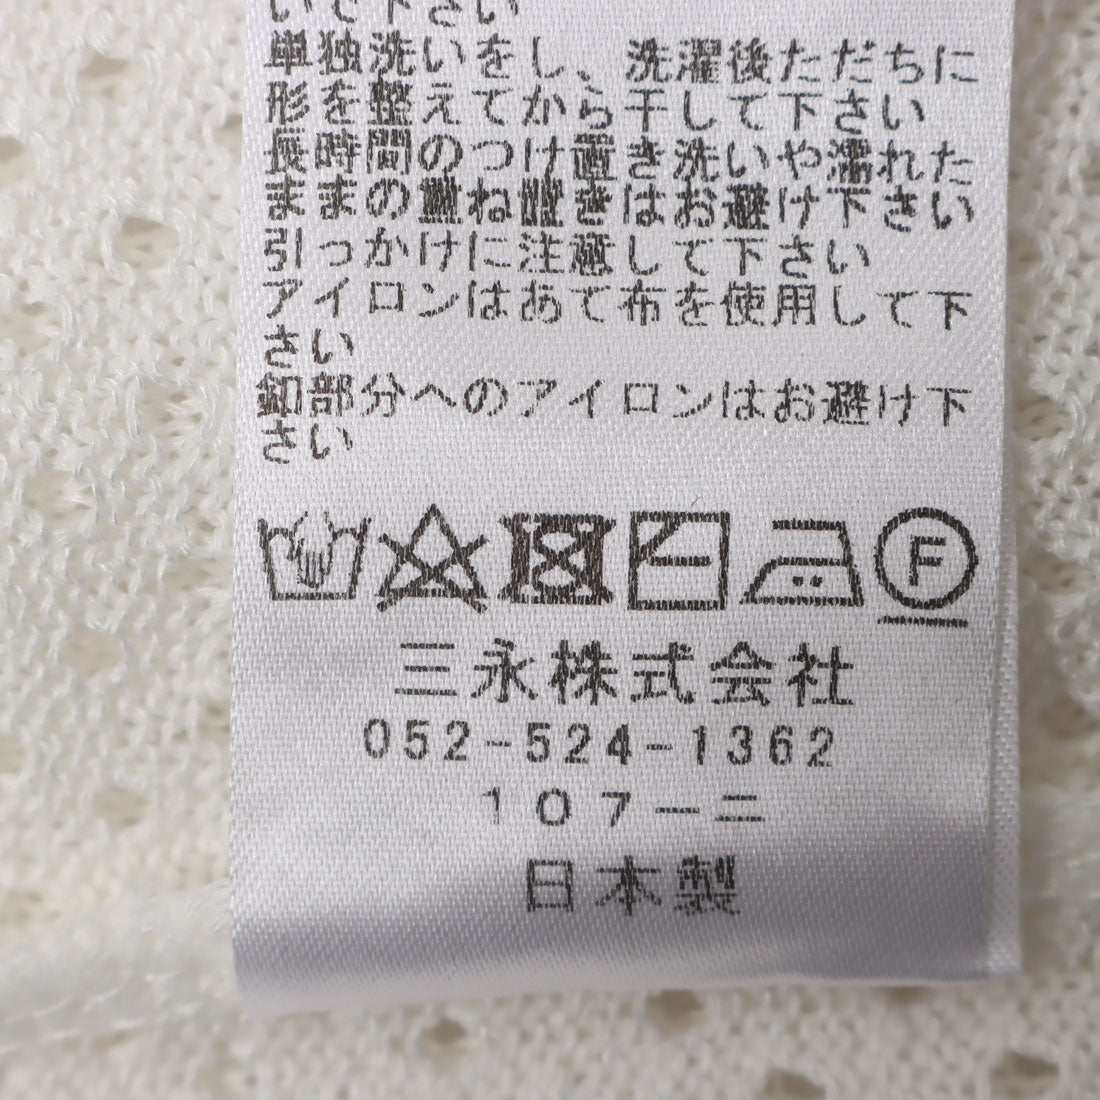 いで下さい
単独洗いをし、洗濯後ただちに
形を整えてから干して下さい
長時間のつけ置き洗いや濡れた
ままの重ね置きはお避け下さい
引っかけに注意して下さい
アイロンはあて布を使用して下
さい
釦部分へのアイロンはお避け下
さい
F
三永株式会社
052-524-1362
107－ニ
日本製